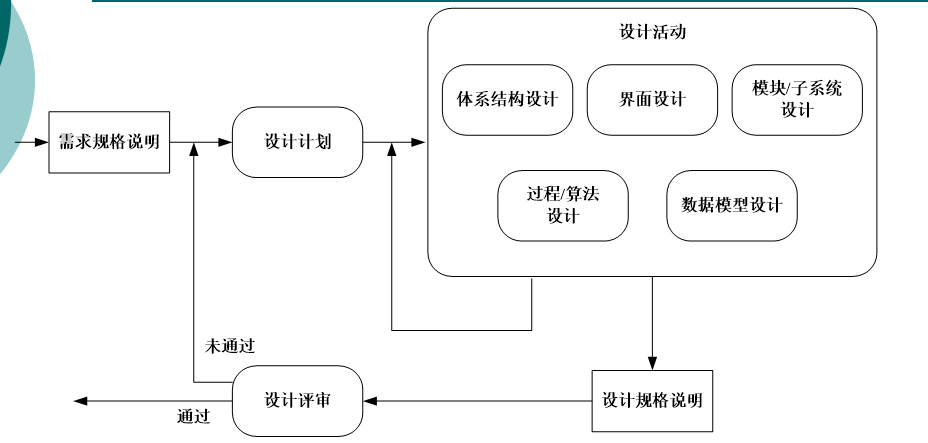 设计活动
体系结构设计
界面设计
模块/子系统
设计
需求规格说明
设计计划
过程/算法
设计
数据模型设计
未通过
设计评审
设计规格说明
通过